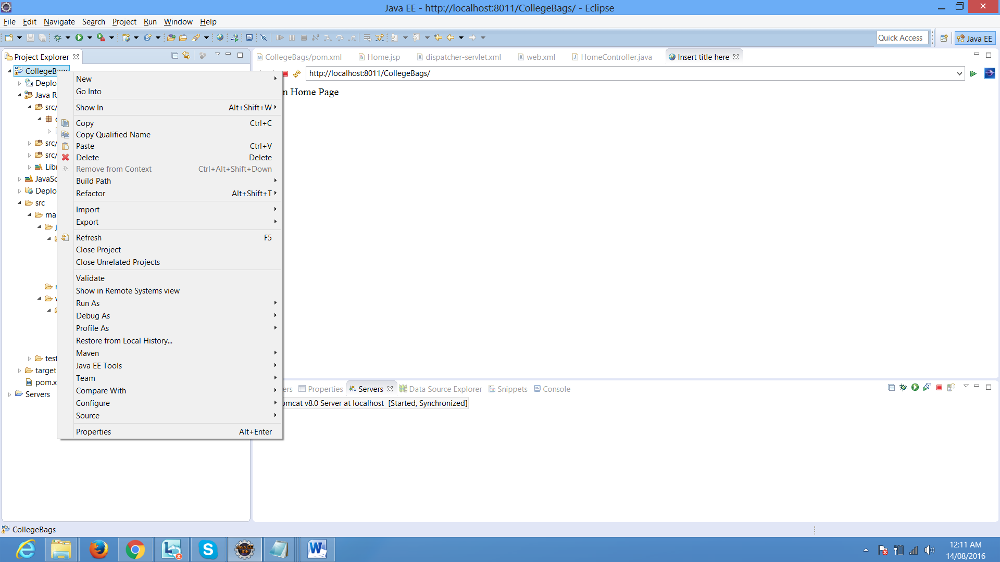 Java EE - http://localhost:8011/CollegeBags/ - Eclipse
File Edit Navigate Search Project Run Window Help
Quick Access
Java EE
Project Explorer
CollegeBags/pom.xml Home.jsp dispatcher-servlet.xml web.xml HomeController.java Insert title here
http://localhost:8011/CollegeBags/
Home Page
CollegeBags
Deplo
Java R
src/
src/
src/
Libr
JavaSc
Deplo
src
ma
test
target
pom.x
Servers
New
Go Into
Show In Alt+Shift+W
Copy Ctrl+C
Copy Qualified Name
Paste Ctrl+V
Delete Delete
Remove from Context Ctrl+Alt+Shift+Down
Build Path
Refactor Alt+Shift+T
Import
Export
Refresh F5
Close Project
Close Unrelated Projects
Validate
Show in Remote Systems view
Run As
Debug As
Profile As
Restore from Local History...
Maven
Java EE Tools
Team
Compare With
Configure
Source
Properties Alt+Enter
ers Properties Servers Data Source Explorer Snippets Console
omcat v8.0 Server at localhost [Started, Synchronized]
CollegeBags
Java EE
IDE
12:11 AM
14/08/2016